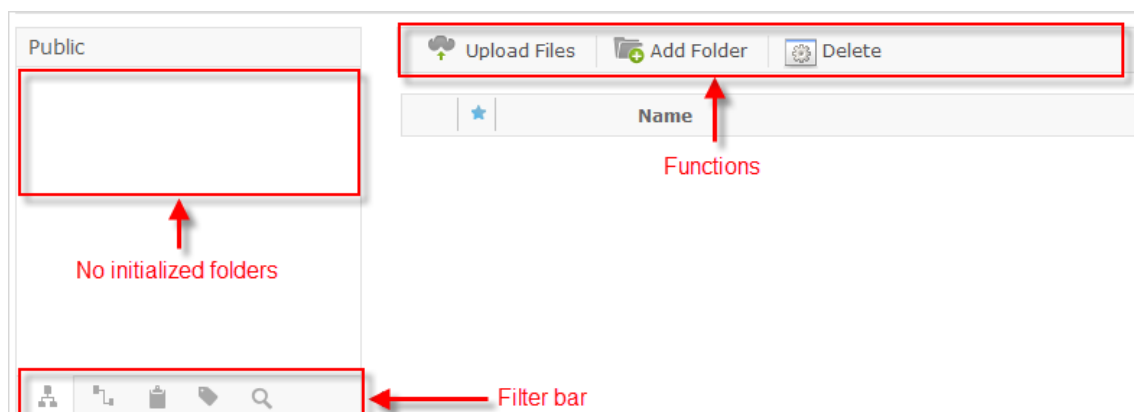 Public
Upload Files Add Folder Delete
Name
Functions
No initialized folders
Filter bar